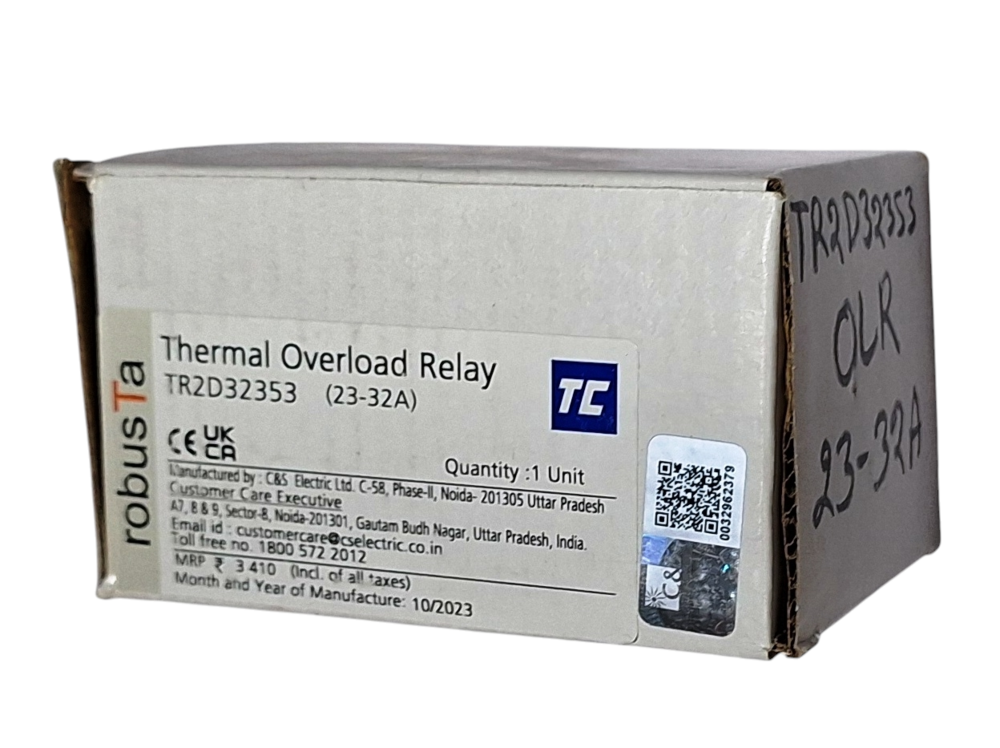 robusTa
Thermal Overload Relay
TR2D32353 (23-32A)
TC
CE UK CA
Quantity :1 Unit
Manufactured by : C&S Electric Ltd. C-58, Phase-II, Noida- 201305 Uttar Pradesh
Customer Care Executive
A7, 8 & 9, Sector-8, Noida-201301, Gautam Budh Nagar, Uttar Pradesh, India.
Email id : customercare@cselectric.co.in
Toll free no. 1800 572 2012
MRP ₹ 3 410 (Incl. of all taxes)
Month and Year of Manufacture: 10/2023
0032962379
C&
TR2D32353
OLR
23-32A